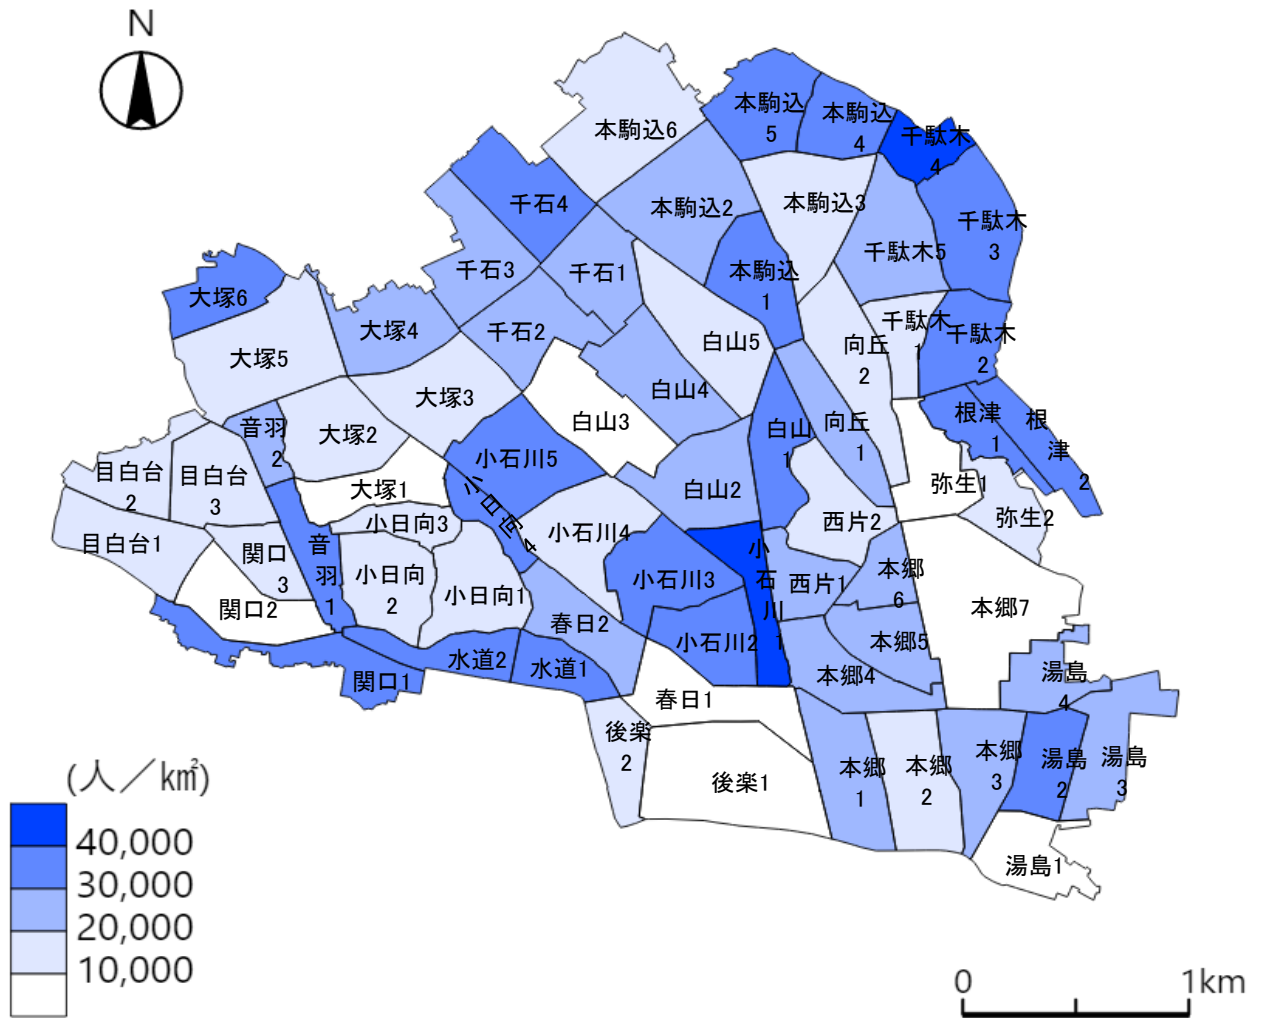 N
本駒込6
本駒込
5
本駒込
4
千駄木
4
千石4
本駒込2
本駒込3
千駄木
3
千駄木5
千石3
千石1
本駒込
1
大塚6
大塚4
千石2
白山5
向丘
2
千駄木
1
千駄木
2
大塚5
大塚3
白山4
白山3
白山
1
向丘
1
根津
1
根
津
2
音羽
2
大塚2
小石川5
目白台
2
目白台
3
大塚1
小日向4
白山2
弥生1
弥生2
目白台1
小日向3
小石川4
西片2
関口
3
音
羽
1
小日向
2
小日向1
小石川3
小
石
川
1
西片1
本郷
6
本郷7
関口2
春日2
小石川2
本郷5
水道2
水道1
関口1
春日1
本郷4
湯島
4
後楽
2
後楽1
本郷
1
本郷
2
本郷
3
湯島
2
湯島
3
湯島1
(人／㎢)
40,000
30,000
20,000
10,000
0
1km